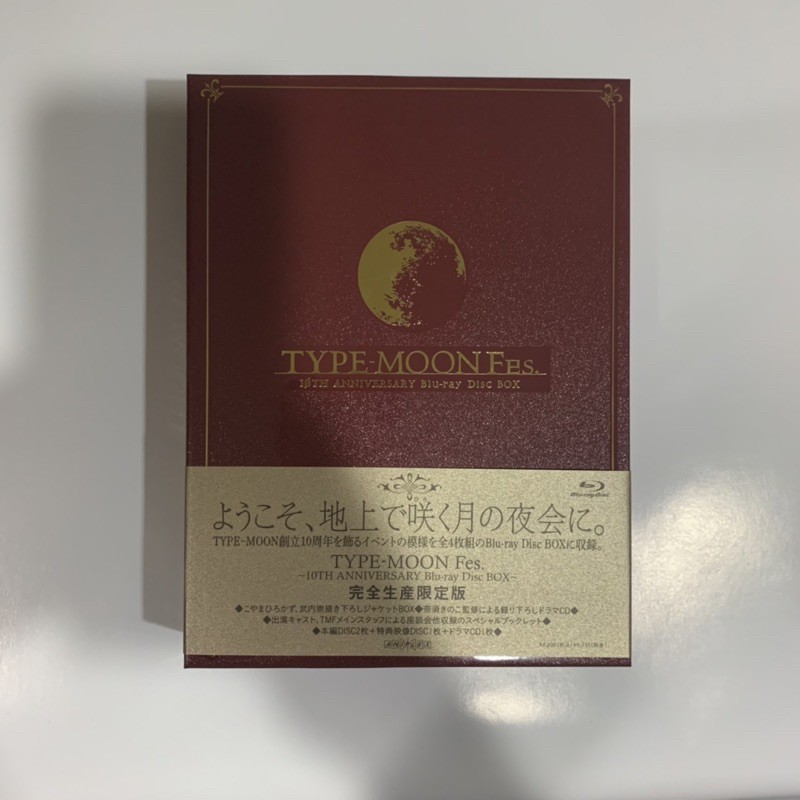 TYPE-MOON FES.
10TH ANNIVERSARY Blu-ray Disc BOX
Blu-ray Disc
ようこそ、地上で咲く月の夜会に。
TYPE-MOON創立10周年を飾るイベントの模様を全4枚組のBlu-ray Disc BOXに収録。
TYPE-MOON Fes.
～10TH ANNIVERSARY Blu-ray Disc BOX～
完全生産限定版
◆こやまひろかず、武内崇描き下ろしジャケットBOX◆奈須きのこ監修による録り下ろしドラマCD◆
◆出演キャスト、TMFメインスタッフによる座談会他収録のスペシャルブックレット◆
◆本編DISC2枚＋特典映像DISC1枚＋ドラマCD1枚◆
ANIPLEX